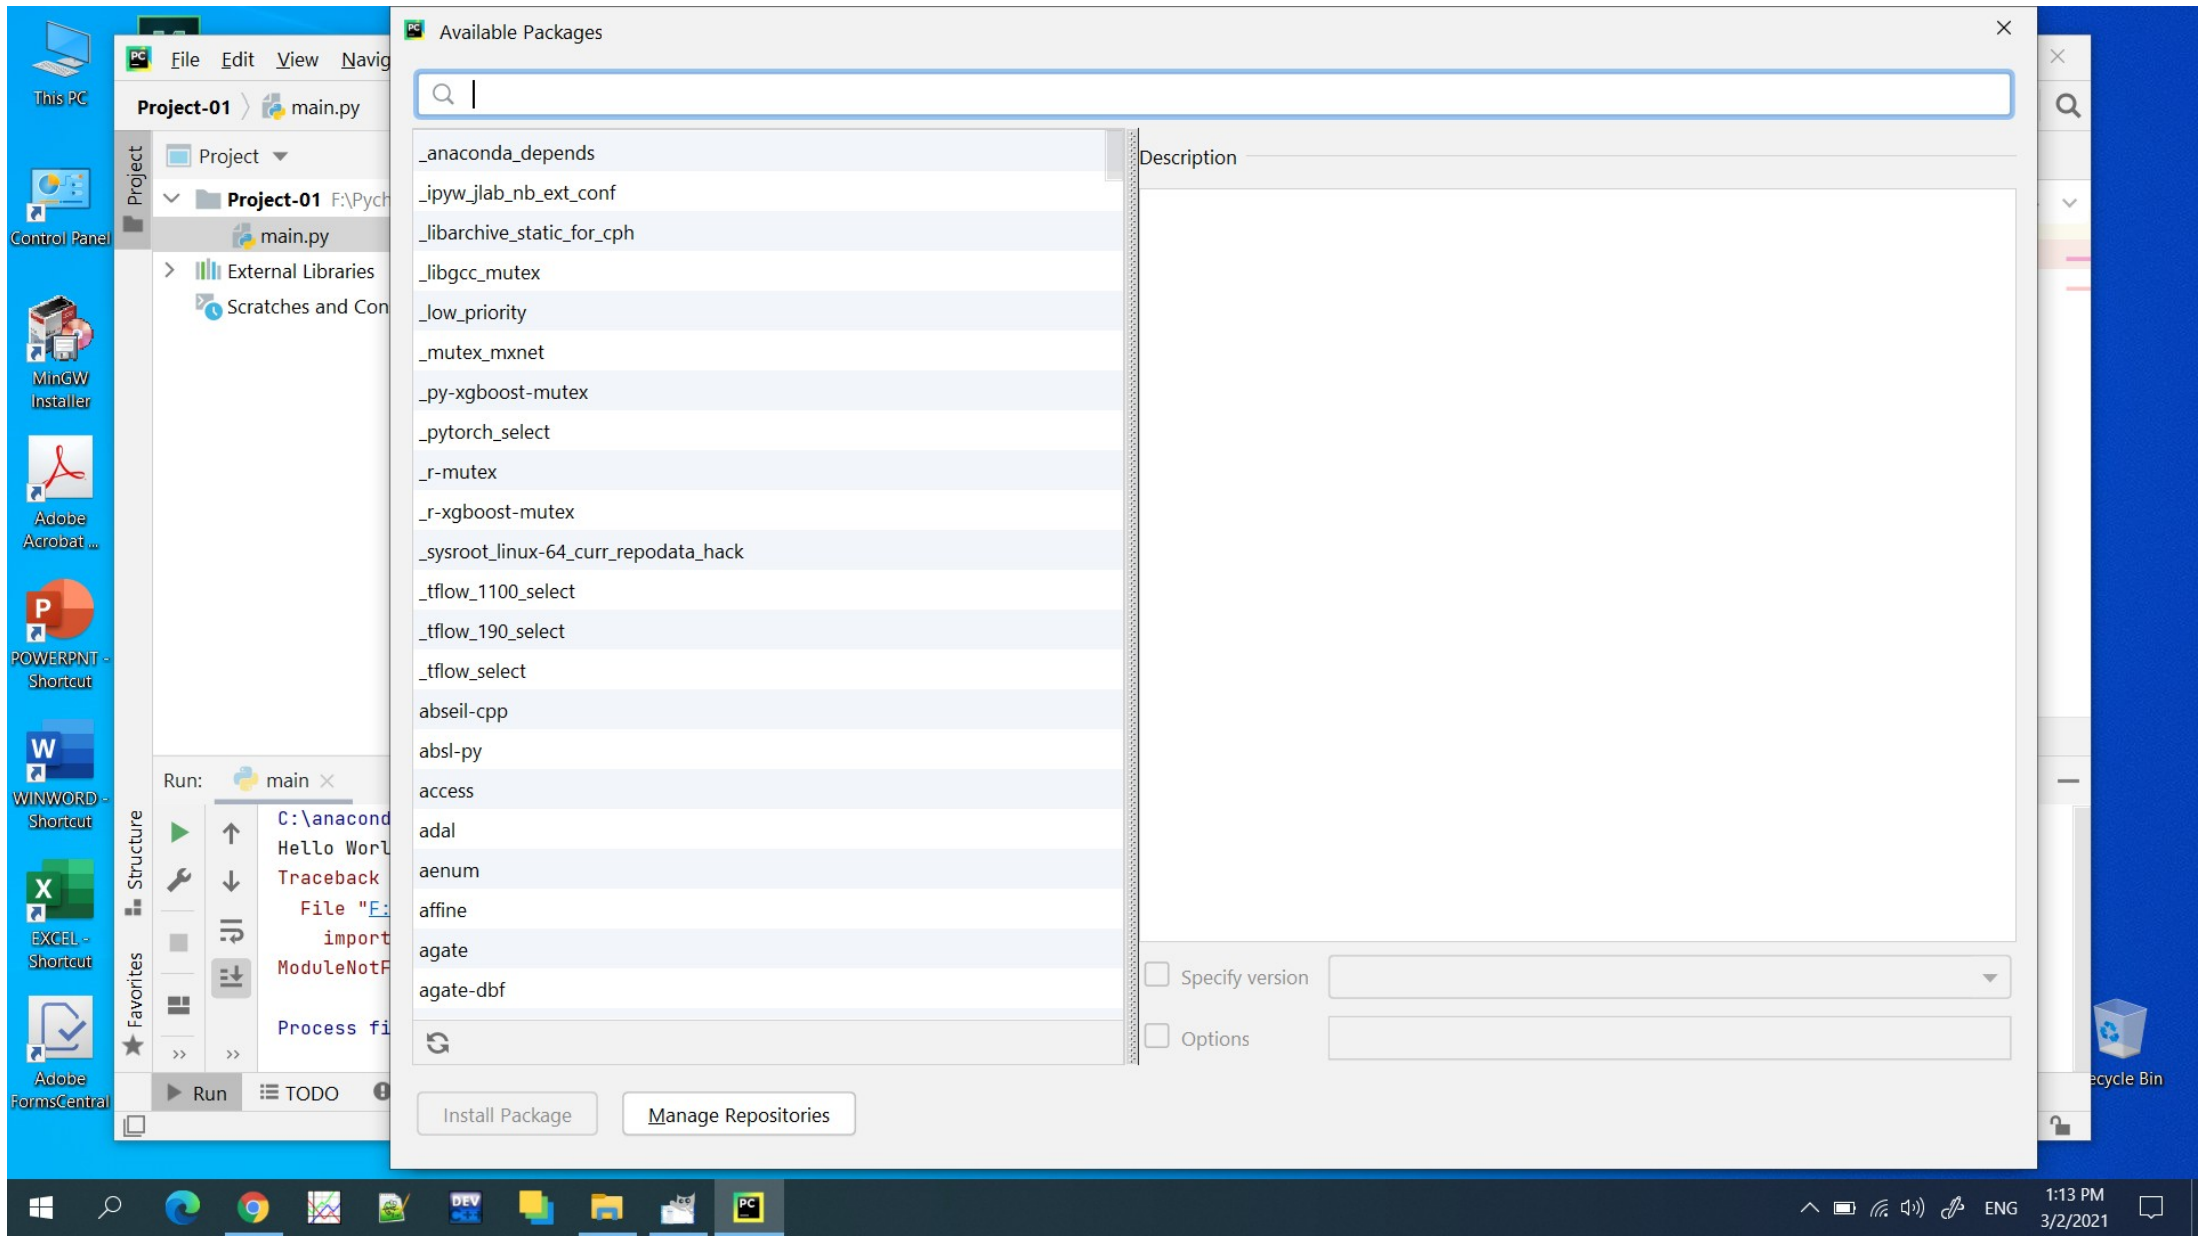 This PC
Control Panel
MinGW
Installer
Adobe
Acrobat ...
POWERPNT -
Shortcut
WINWORD -
Shortcut
EXCEL -
Shortcut
Adobe
FormsCentral
PC
File Edit View Navig
Project-01 main.py
Project
Project
Project-01 F:\Pych
main.py
External Libraries
Scratches and Con
Run: main
Structure
Favorites
C:\anacond
Hello Worl
Traceback
File "F:
import
ModuleNotF
Process fi
Run TODO
PC Available Packages
_anaconda_depends
_ipyw_jlab_nb_ext_conf
_libarchive_static_for_cph
_libgcc_mutex
_low_priority
_mutex_mxnet
_py-xgboost-mutex
_pytorch_select
_r-mutex
_r-xgboost-mutex
_sysroot_linux-64_curr_repodata_hack
_tflow_1100_select
_tflow_190_select
_tflow_select
abseil-cpp
absl-py
access
adal
aenum
affine
agate
agate-dbf
Description
Specify version
Options
Install Package Manage Repositories
ecycle Bin
DEV
C++
PC
ENG
1:13 PM
3/2/2021